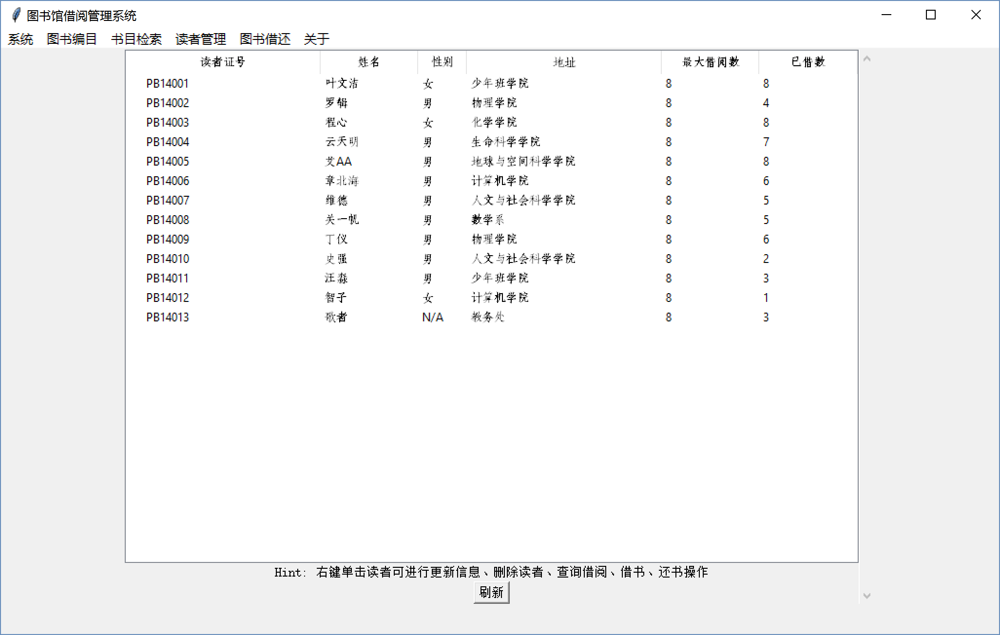 图书馆借阅管理系统
系统 图书编目 书目检索 读者管理 图书借还 关于
读者证号 姓名 性别 地址 最大借阅数 已借数
PB14001 叶文洁 女 少年班学院 8 8
PB14002 罗辑 男 物理学院 8 4
PB14003 程心 女 化学学院 8 8
PB14004 云天明 男 生命科学学院 8 7
PB14005 艾AA 男 地球与空间科学学院 8 8
PB14006 章北海 男 计算机学院 8 6
PB14007 维德 男 人文与社会科学学院 8 5
PB14008 关一帆 男 数学系 8 5
PB14009 丁仪 男 物理学院 8 6
PB14010 史强 男 人文与社会科学学院 8 2
PB14011 汪淼 男 少年班学院 8 3
PB14012 智子 女 计算机学院 8 1
PB14013 歌者 N/A 教务处 8 3
Hint: 右键单击读者可进行更新信息、删除读者、查询借阅、借书、还书操作
刷新